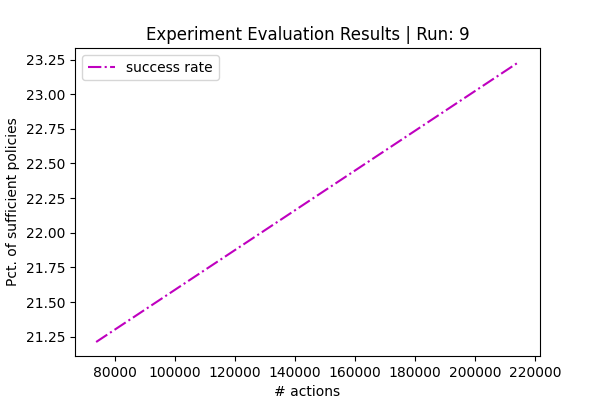 Experiment Evaluation Results | Run: 9
success rate
Pct. of sufficient policies
23.25
23.00
22.75
22.50
22.25
22.00
21.75
21.50
21.25
80000 100000 120000 140000 160000 180000 200000 220000
# actions